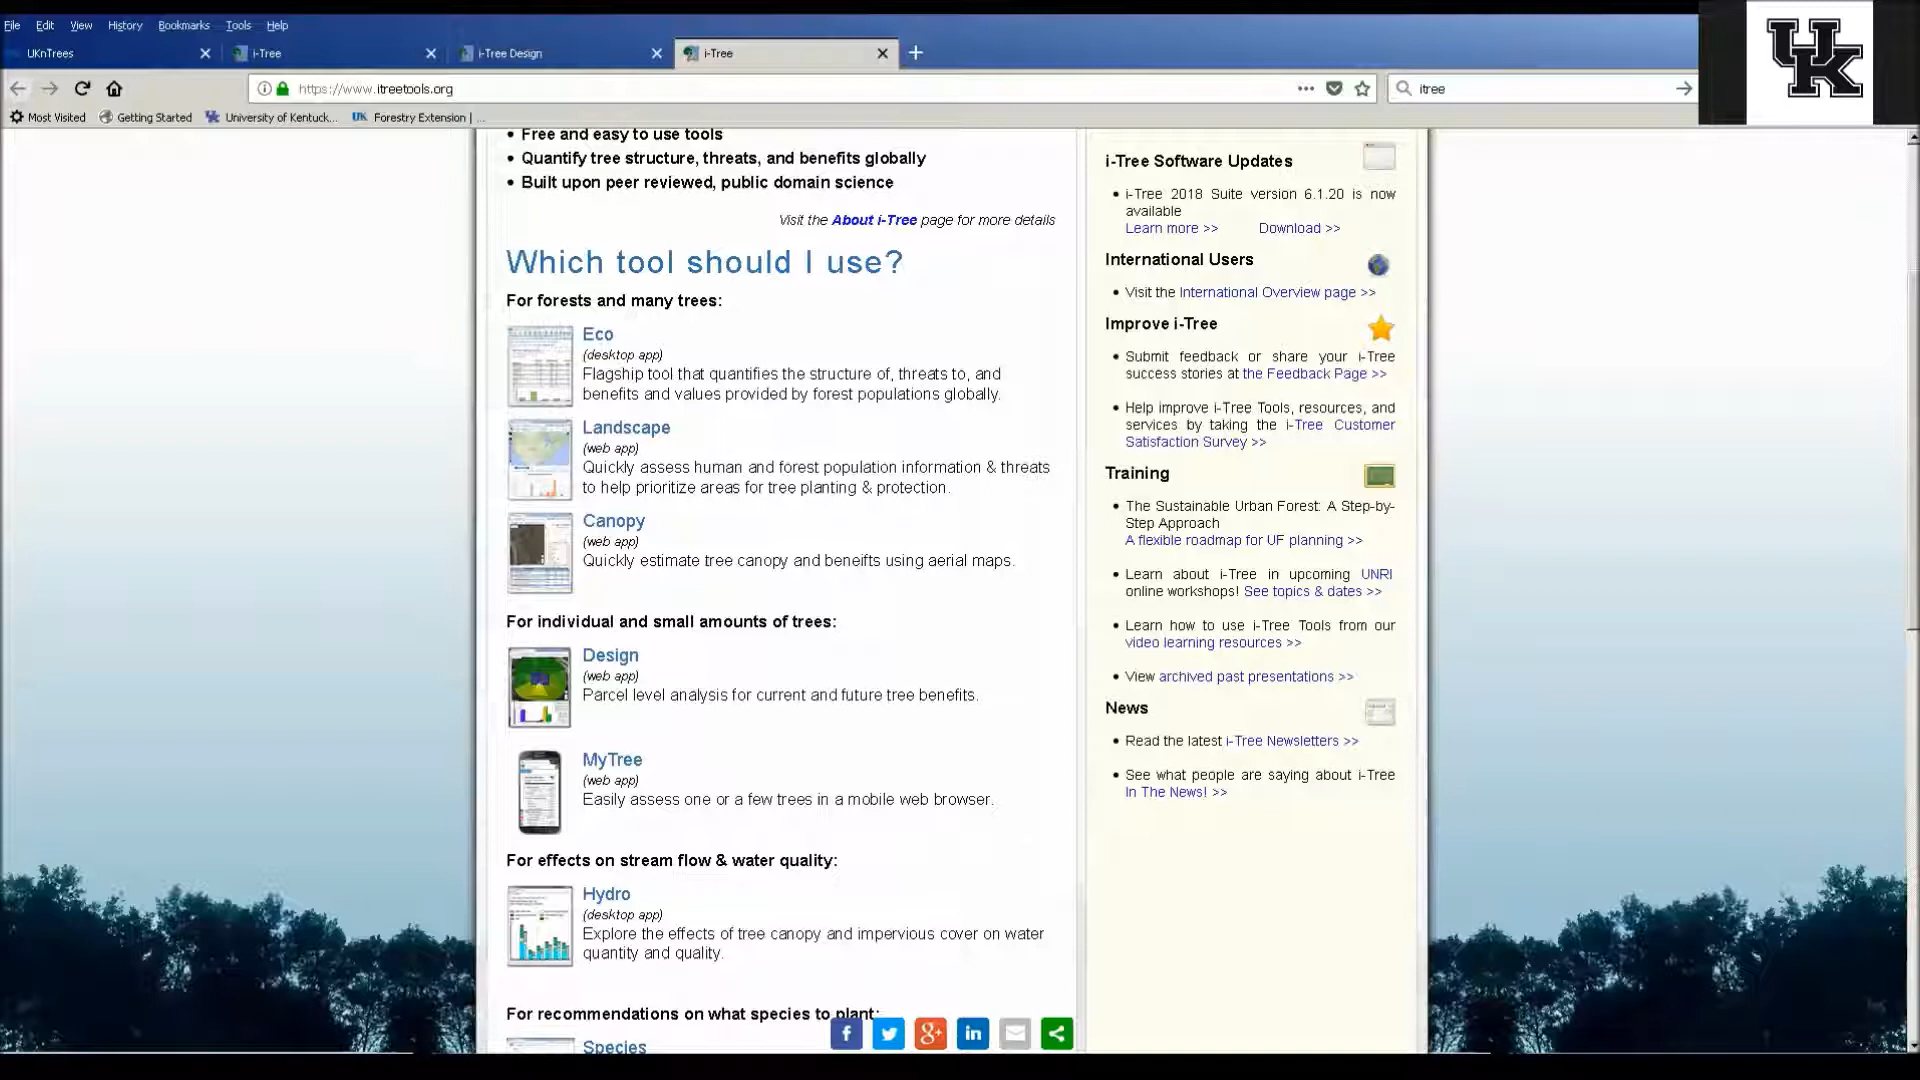 File Edit View History Bookmarks Tools Help
UKnTrees
i-Tree
i-Tree Design
i-Tree
https://www.itreetools.org
itree
Most Visited
Getting Started
University of Kentuck...
UK Forestry Extension | ...
UK
• Free and easy to use tools
• Quantify tree structure, threats, and benefits globally
• Built upon peer reviewed, public domain science
Visit the About i-Tree page for more details
Which tool should I use?
For forests and many trees:
Eco
(desktop app)
Flagship tool that quantifies the structure of, threats to, and
benefits and values provided by forest populations globally.
Landscape
(web app)
Quickly assess human and forest population information & threats
to help prioritize areas for tree planting & protection.
Canopy
(web app)
Quickly estimate tree canopy and beneifts using aerial maps.
For individual and small amounts of trees:
Design
(web app)
Parcel level analysis for current and future tree benefits.
MyTree
(web app)
Easily assess one or a few trees in a mobile web browser.
For effects on stream flow & water quality:
Hydro
(desktop app)
Explore the effects of tree canopy and impervious cover on water
quantity and quality.
For recommendations on what species to plant:
Species
i-Tree Software Updates
• i-Tree 2018 Suite version 6.1.20 is now
available
Learn more >> Download >>
International Users
• Visit the International Overview page >>
Improve i-Tree
• Submit feedback or share your i-Tree
success stories at the Feedback Page >>
• Help improve i-Tree Tools, resources, and
services by taking the i-Tree Customer
Satisfaction Survey >>
Training
• The Sustainable Urban Forest: A Step-by-
Step Approach
A flexible roadmap for UF planning >>
• Learn about i-Tree in upcoming UNRI
online workshops! See topics & dates >>
• Learn how to use i-Tree Tools from our
video learning resources >>
• View archived past presentations >>
News
• Read the latest i-Tree Newsletters >>
• See what people are saying about i-Tree
In The News! >>